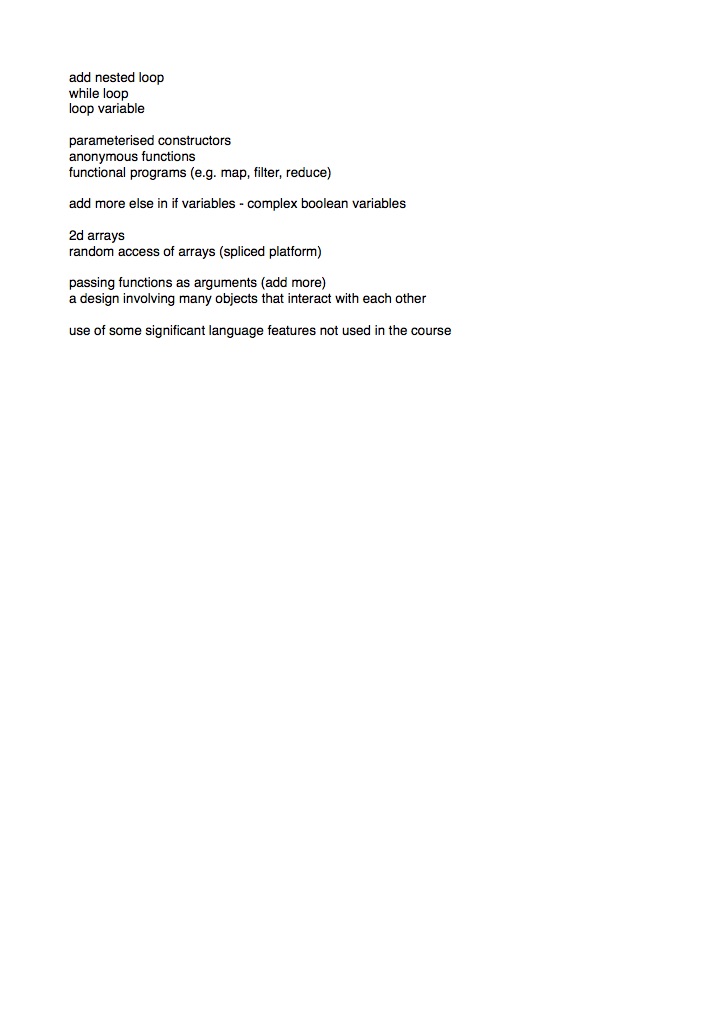 add nested loop
while loop
loop variable
parameterised constructors
anonymous functions
functional programs (e.g. map, filter, reduce)
add more else in if variables - complex boolean variables
2d arrays
random access of arrays (spliced platform)
passing functions as arguments (add more)
a design involving many objects that interact with each other
use of some significant language features not used in the course